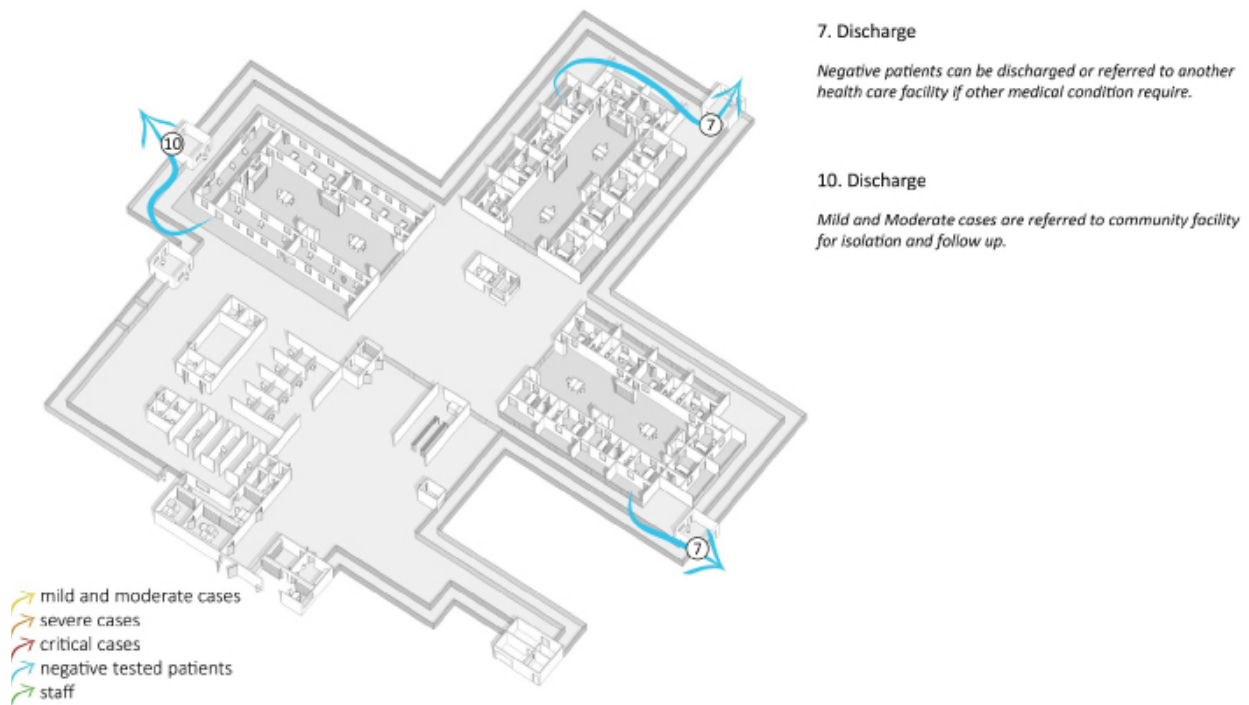 7. Discharge
Negative patients can be discharged or referred to another
health care facility if other medical condition require.
10. Discharge
Mild and Moderate cases are referred to community facility
for isolation and follow up.
10
7
7
mild and moderate cases
severe cases
critical cases
negative tested patients
staff